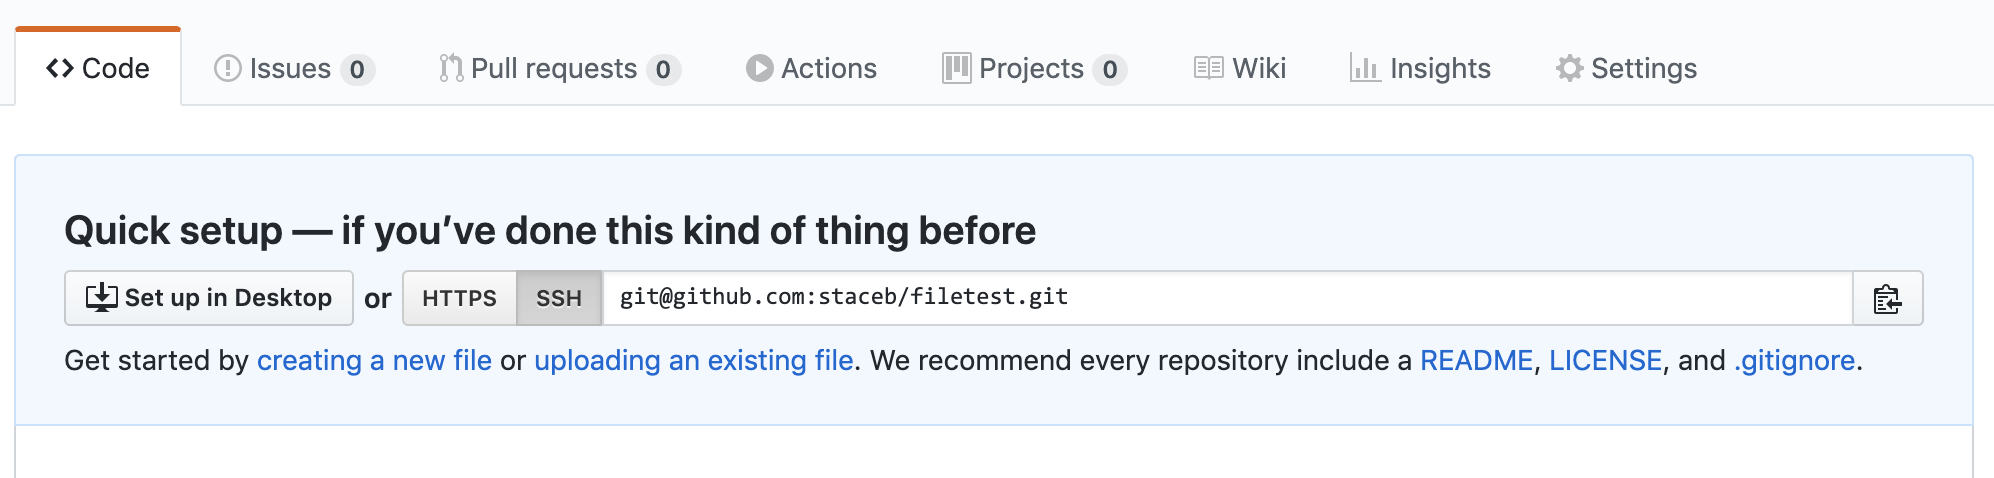 Code Issues 0 Pull requests 0 Actions Projects 0 Wiki Insights Settings
Quick setup — if you’ve done this kind of thing before
Set up in Desktop or HTTPS SSH git@github.com:staceb/filetest.git
Get started by creating a new file or uploading an existing file. We recommend every repository include a README, LICENSE, and .gitignore.